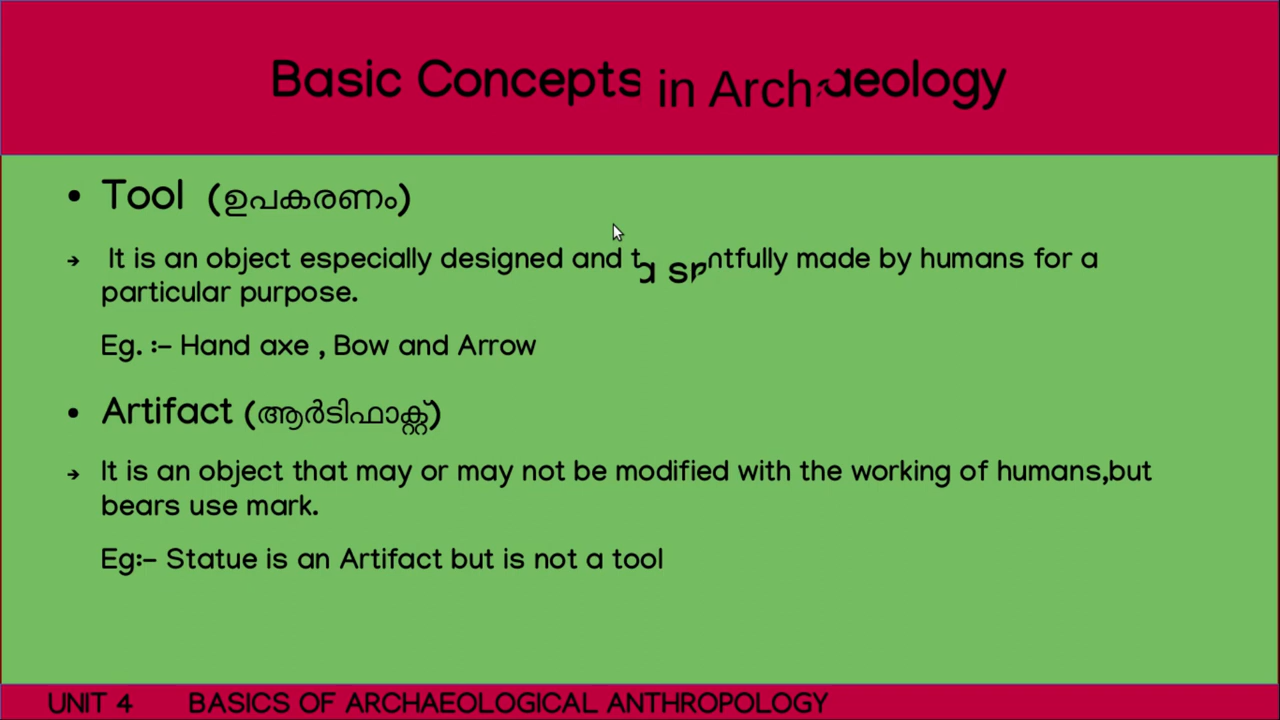 Basic Concepts in Archaeology
• Tool (ഉപകരണം)
➔ It is an object especially designed and made by humans for a
particular purpose.
Eg. :– Hand axe , Bow and Arrow
• Artifact (ആർടിഫാക്റ്റ്)
➔ It is an object that may or may not be modified with the working of humans,but
bears use mark.
Eg:– Statue is an Artifact but is not a tool
UNIT 4 BASICS OF ARCHAEOLOGICAL ANTHROPOLOGY